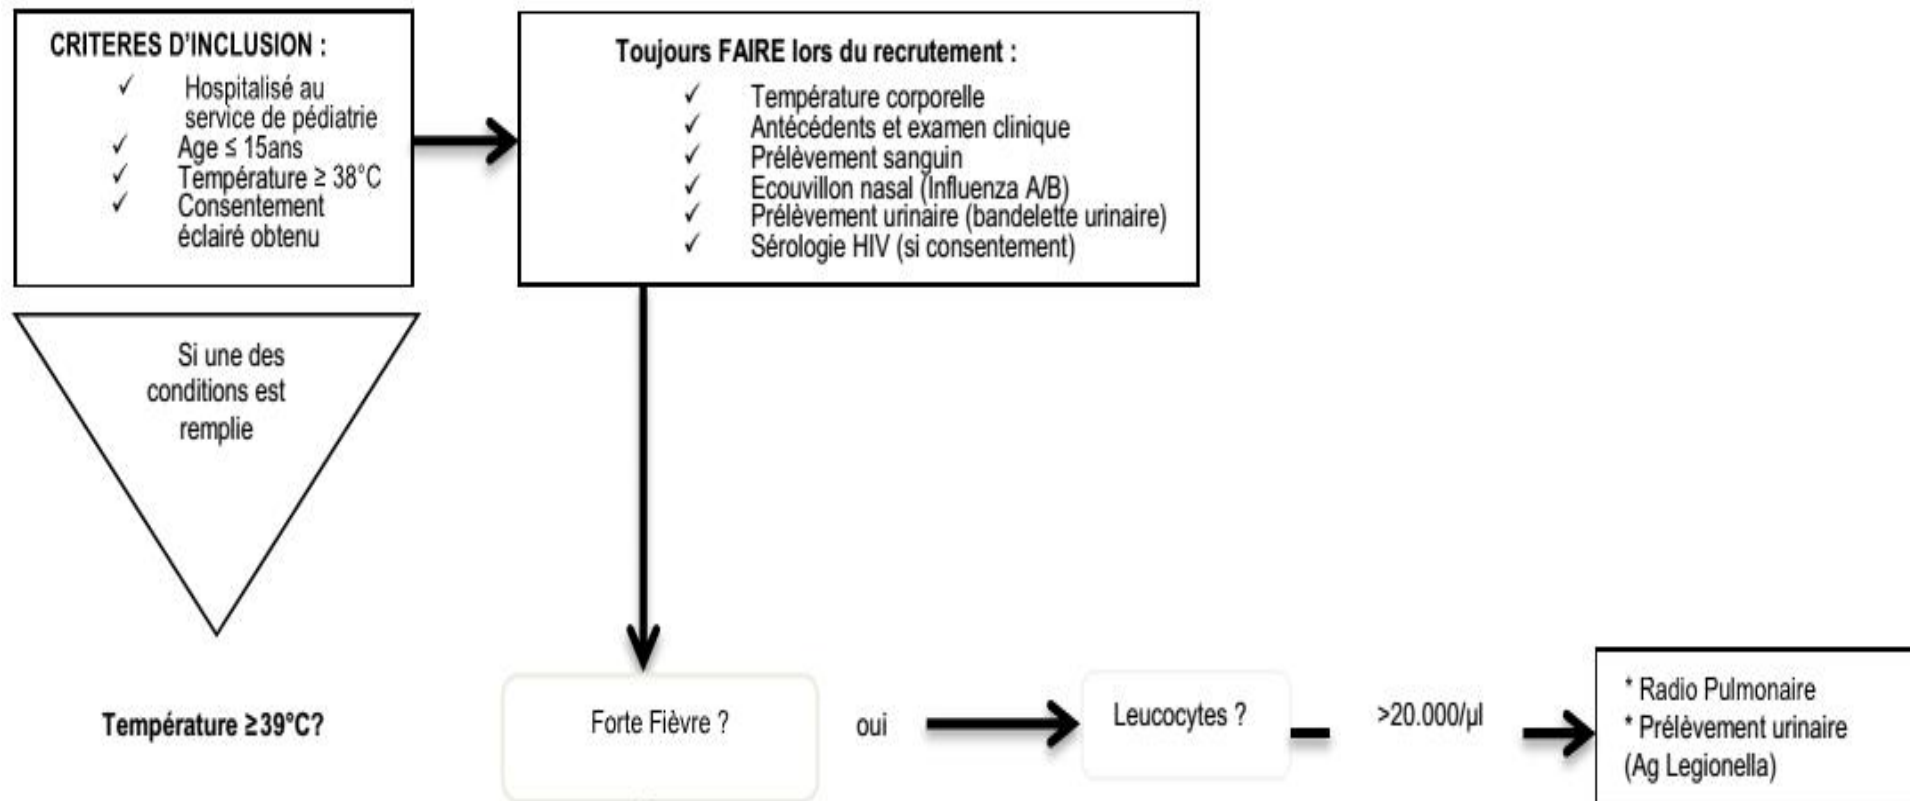 CRITERES D'INCLUSION :
✓ Hospitalisé au
service de pédiatrie
✓ Age ≤ 15ans
✓ Température ≥ 38°C
✓ Consentement
éclairé obtenu
Toujours FAIRE lors du recrutement :
✓ Température corporelle
✓ Antécédents et examen clinique
✓ Prélèvement sanguin
✓ Ecouvillon nasal (Influenza A/B)
✓ Prélèvement urinaire (bandelette urinaire)
✓ Sérologie HIV (si consentement)
Si une des
conditions est
remplie
Température ≥39°C?
Forte Fièvre ?
oui
Leucocytes ?
>20.000/µl
* Radio Pulmonaire
* Prélèvement urinaire
(Ag Legionella)